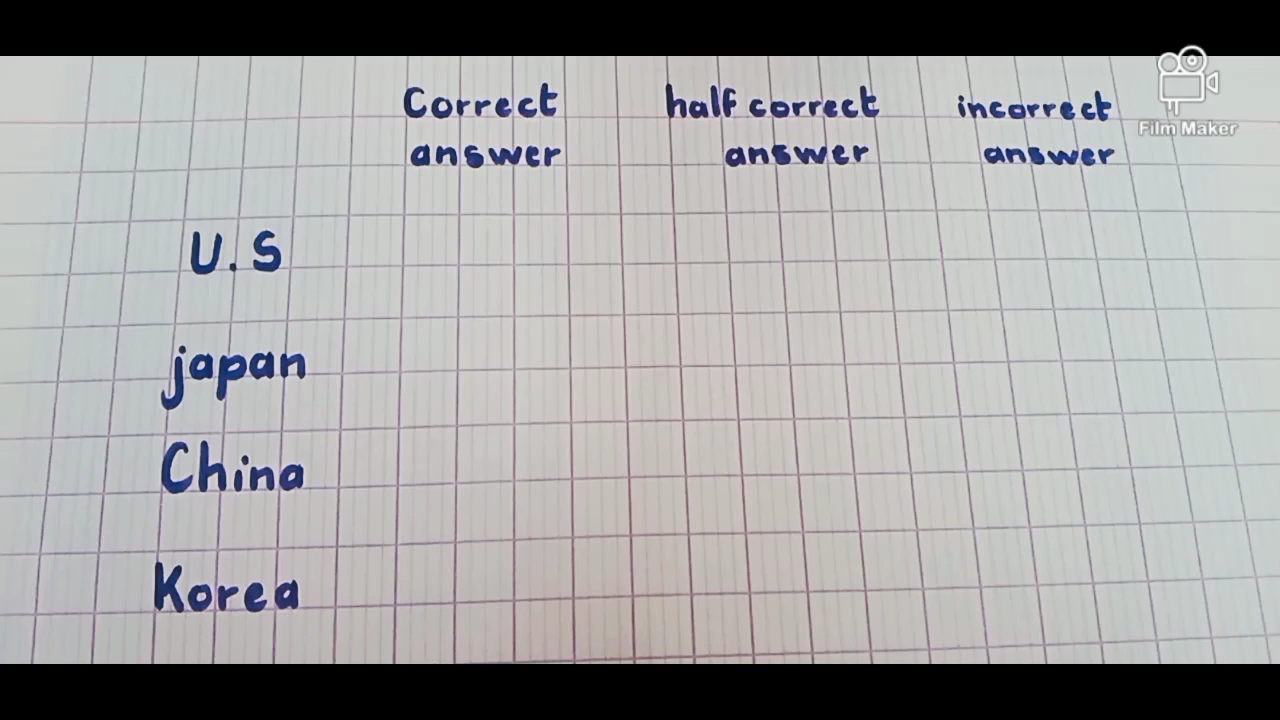 Correct half correct incorrect
answer answer answer
Film Maker
U.S
japan
China
Korea